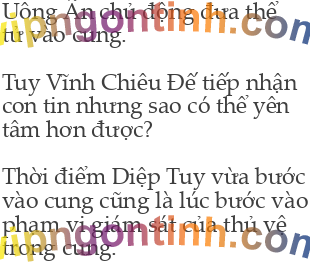 Uông Ấn chủ động đưa thể
tử vào cung.
Tuy Vĩnh Chiêu Đế tiếp nhận
con tin nhưng sao có thể yên
tâm hơn được?
Thời điểm Diệp Tuy vừa bước
vào cung cũng là lúc bước vào
phạm vi giám sát của thủ vệ
trong cung.